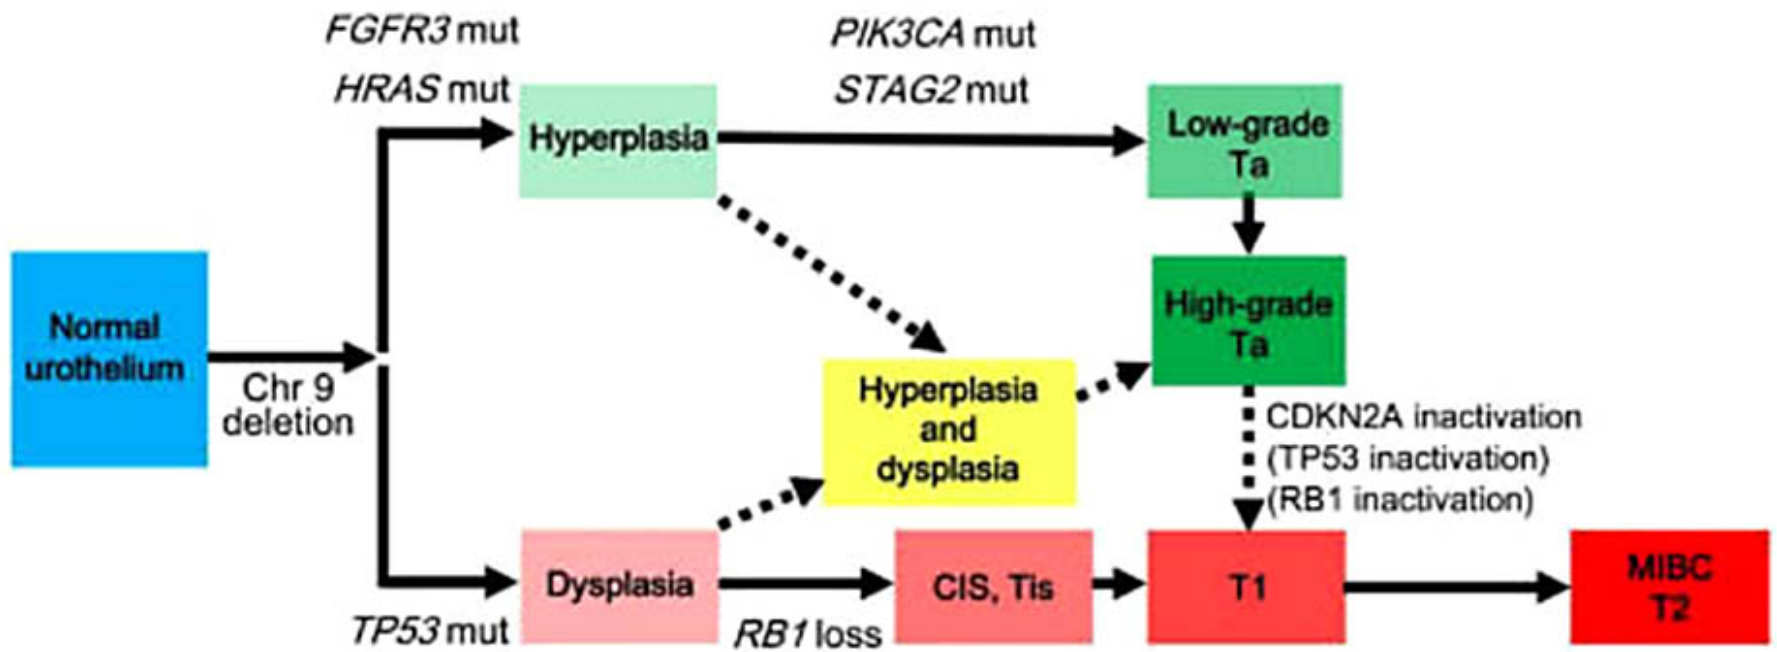 FGFR3 mut
HRAS mut
PIK3CA mut
STAG2 mut
Hyperplasia
Low-grade
Ta
Normal
urothelium
Chr 9
deletion
High-grade
Ta
Hyperplasia
and
dysplasia
CDKN2A inactivation
(TP53 inactivation)
(RB1 inactivation)
TP53 mut
Dysplasia
RB1 loss
CIS, Tis
T1
MIBC
T2